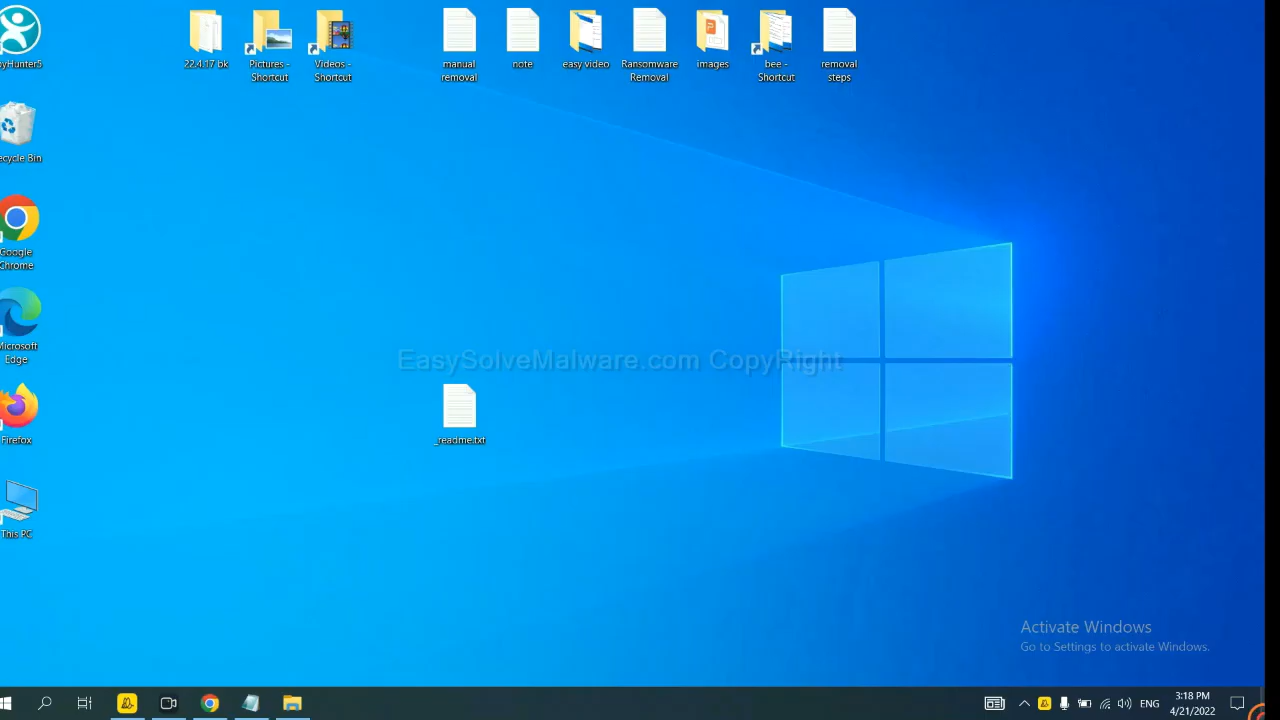 22.4.17 bk
Pictures -
Shortcut
Videos -
Shortcut
manual
removal
note
easy video
Ransomware
Removal
images
bee -
Shortcut
removal
steps
yHunter5
ecycle Bin
Google
Chrome
Microsoft
Edge
Firefox
This PC
EasySolveMalware.com CopyRight
_readme.txt
Activate Windows
Go to Settings to activate Windows.
ENG
3:18 PM
4/21/2022